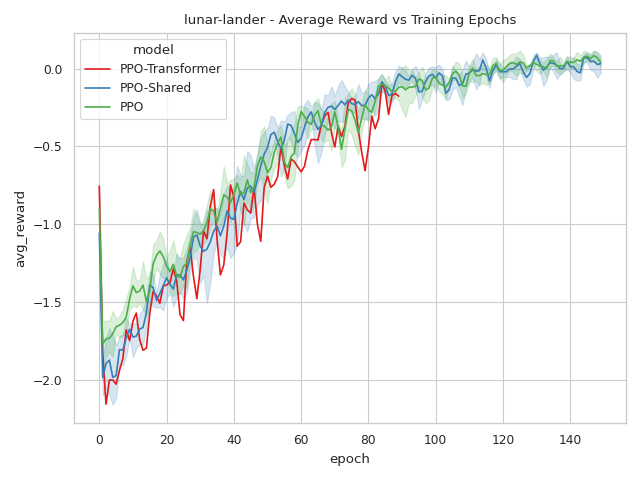 lunar-lander - Average Reward vs Training Epochs
model
PPO-Transformer
PPO-Shared
PPO
avg_reward
0.0
−0.5
−1.0
−1.5
−2.0
0 20 40 60 80 100 120 140
epoch